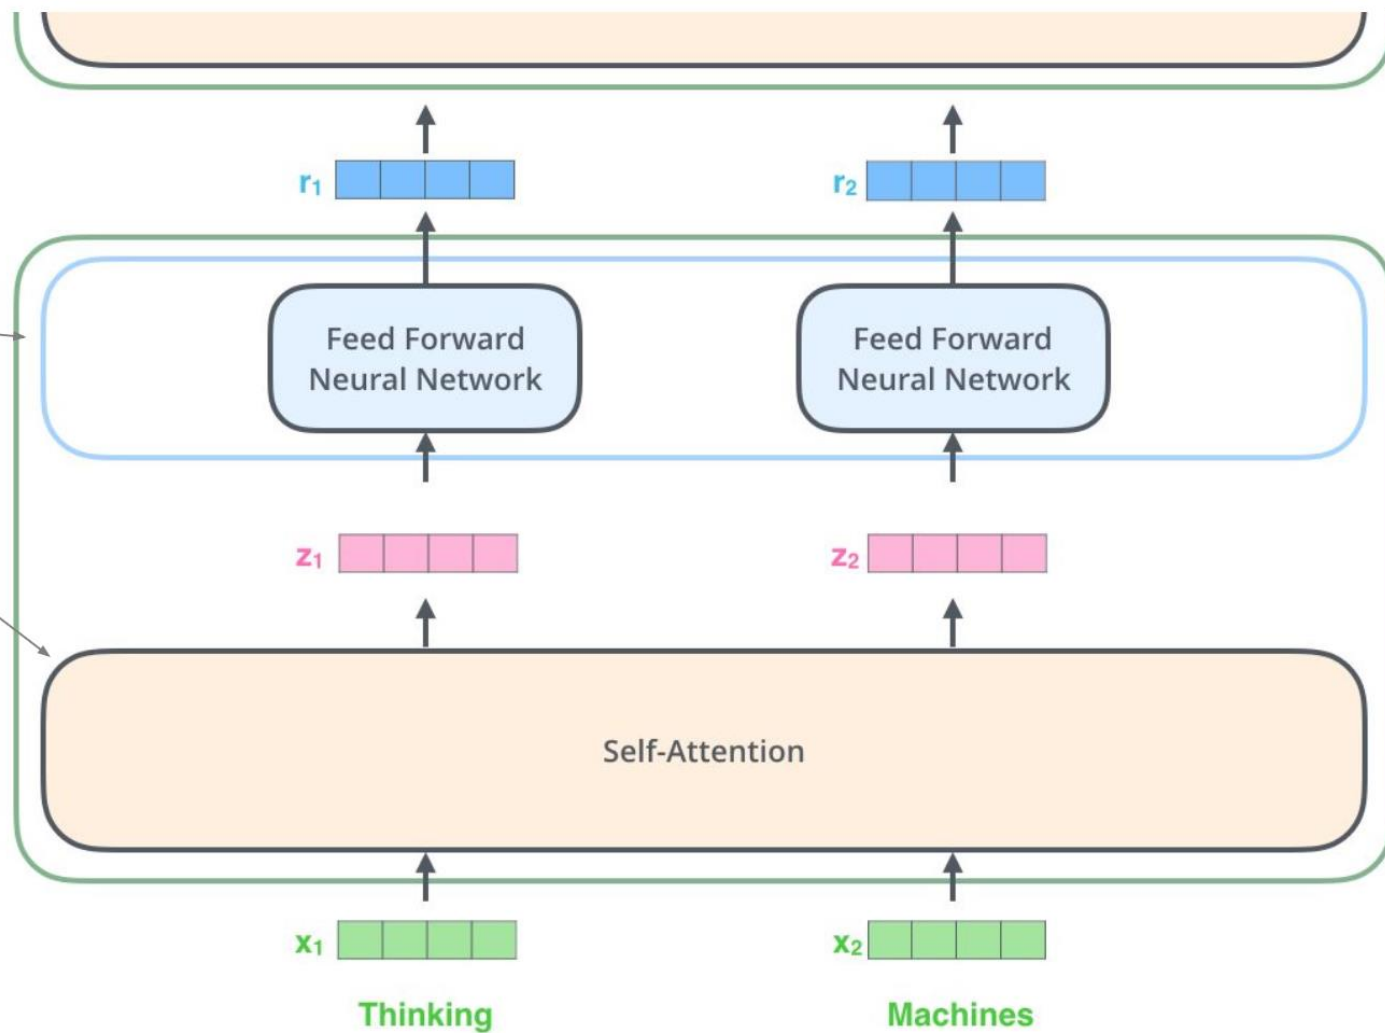 r₁
r₂
Feed Forward
Neural Network
Feed Forward
Neural Network
z₁
z₂
Self-Attention
x₁
x₂
Thinking
Machines